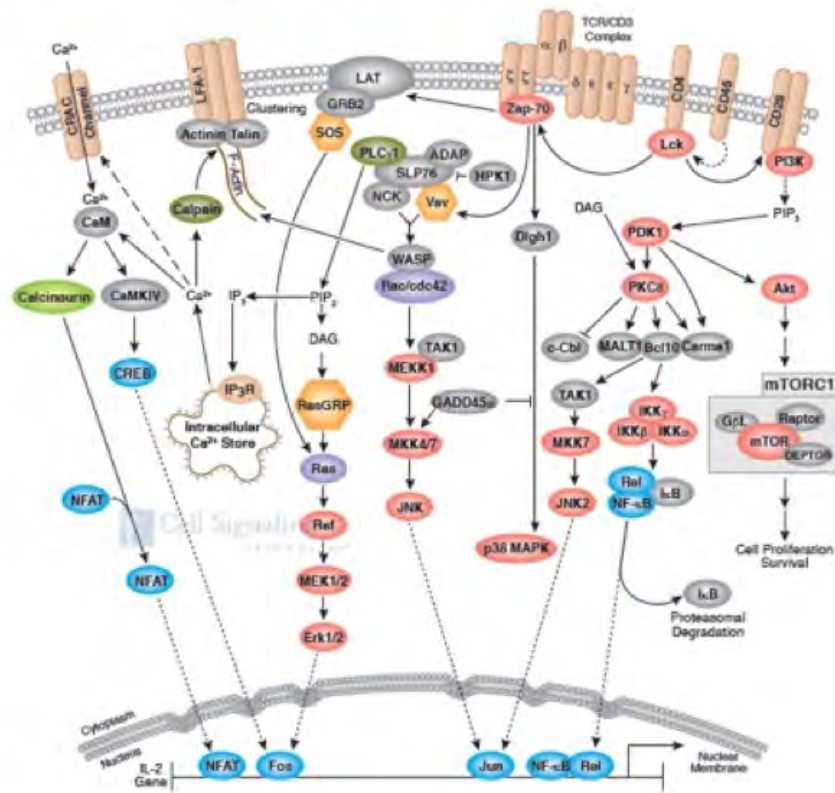 TCR/CD3
Complex
Ca²⁺
CRAC
Channel
LFA-1
Clustering
LAT
GRB2
SOS
α β
ζ ζ
δ ε ε γ
Zap-70
CD4
CD45
CD28
Lck
PI3K
Actinin Talin
F-Actin
PLCγ1
ADAP
SLP76
HPK1
NCK
Vav
Ca²⁺
CaM
Calpain
DAG
PIP₃
PDK1
Dlgh1
WASP
Rac/cdc42
Calcineurin
CaMKIV
Ca²⁺
IP₃
PIP₂
PKCθ
Akt
DAG
TAK1
MEKK1
c-Cbl
MALT1
Bcl10
Carma1
CREB
IP₃R
Intracellular
Ca²⁺ Store
RasGRP
GADD45α
TAK1
IKKγ
IKKβ
IKKα
mTORC1
GβL
Raptor
mTOR
DEPTOR
MKK4/7
MKK7
Ras
NFAT
Cell Signaling
JNK
JNK2
Rel
NF-κB
IκB
Raf
p38 MAPK
Cell Proliferation
Survival
NFAT
MEK1/2
IκB
Proteasomal
Degradation
Erk1/2
Cytoplasm
Nucleus
IL-2
Gene
NFAT
Fos
Jun
NF-κB
Rel
Nuclear
Membrane